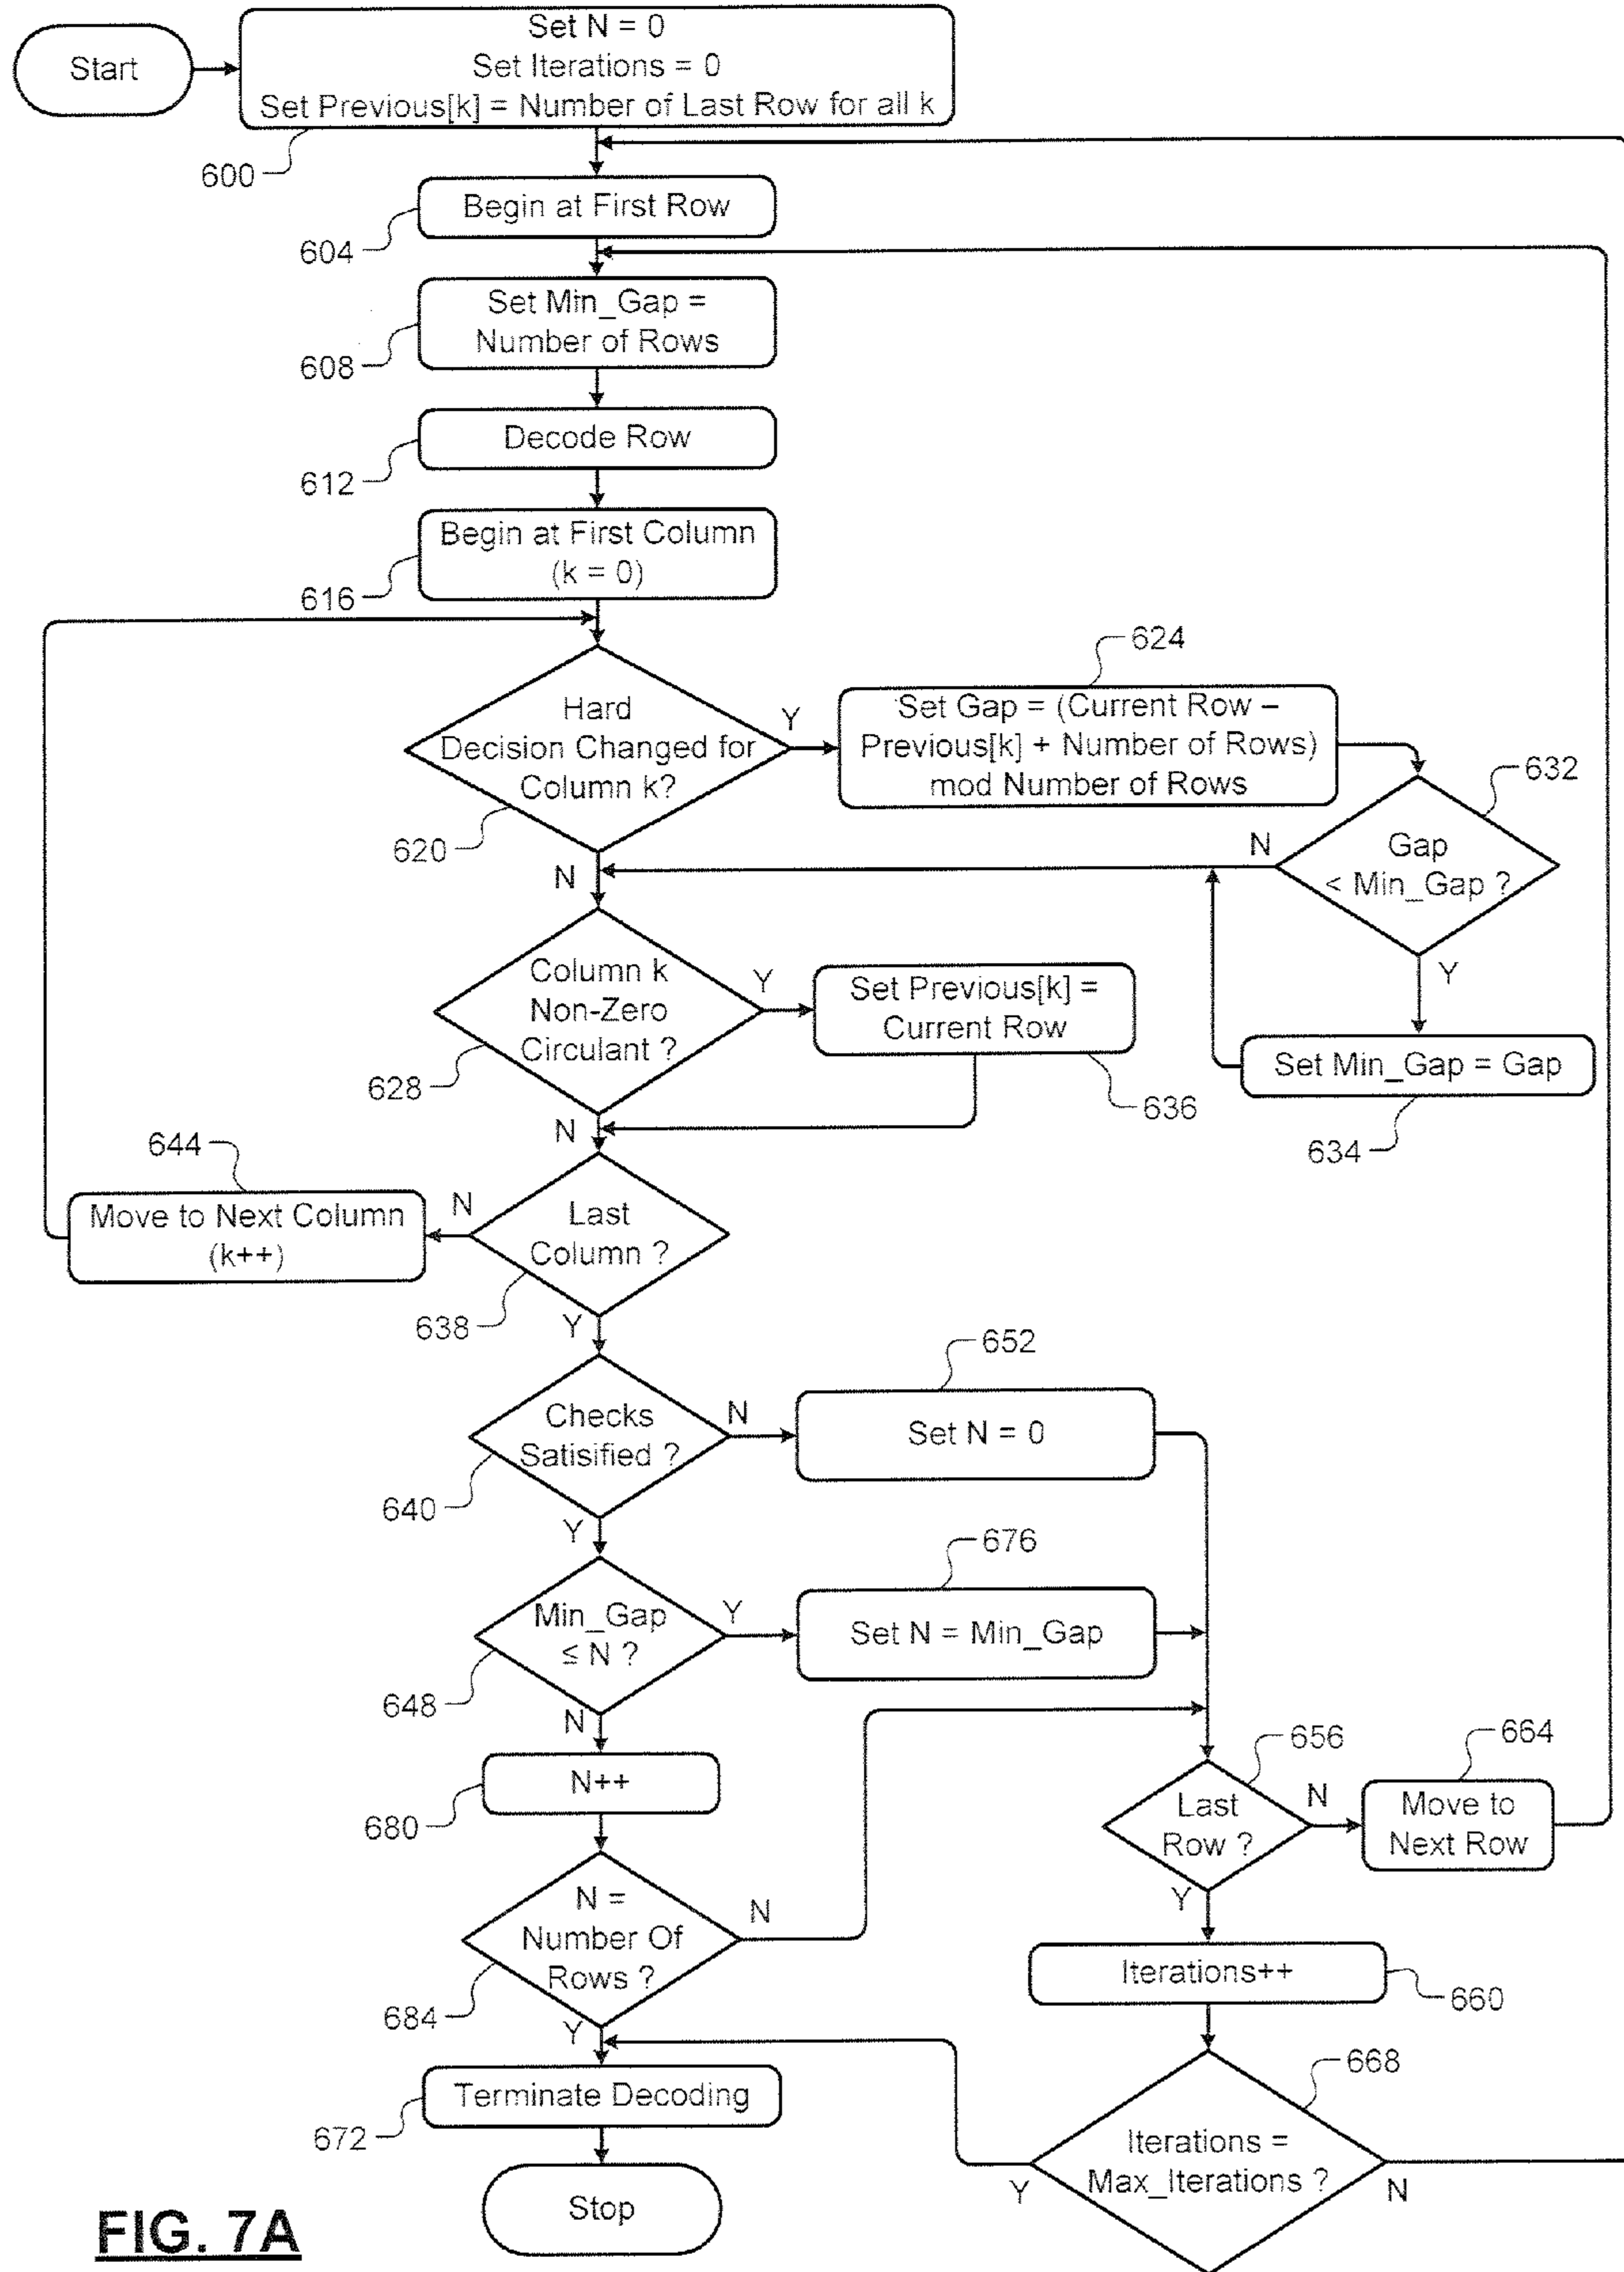 Start
Set N = 0
Set Iterations = 0
Set Previous[k] = Number of Last Row for all k
600
Begin at First Row
604
Set Min_Gap =
Number of Rows
608
Decode Row
612
Begin at First Column
(k = 0)
616
Hard
Decision Changed for
Column k?
620
Y
N
624
Set Gap = (Current Row –
Previous[k] + Number of Rows)
mod Number of Rows
632
Gap
< Min_Gap ?
N
Y
Set Min_Gap = Gap
634
Column k
Non-Zero
Circulant ?
628
Y
N
Set Previous[k] =
Current Row
636
644
Move to Next Column
(k++)
N
Last
Column ?
638
Y
Checks
Satisified ?
640
N
Y
652
Set N = 0
Min_Gap
≤ N ?
648
Y
N
676
Set N = Min_Gap
N++
680
N =
Number Of
Rows ?
684
N
Y
656
Last
Row ?
N
Y
664
Move to
Next Row
Iterations++
660
668
Iterations =
Max_Iterations ?
Y
N
Terminate Decoding
672
Stop
FIG. 7A